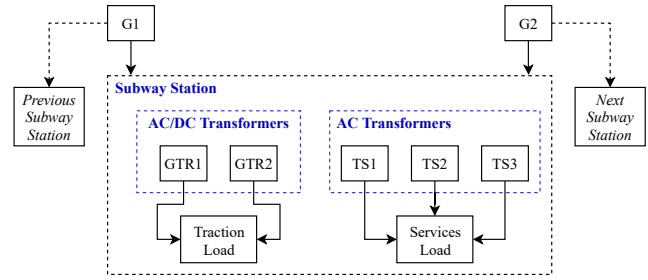 G1
G2
Previous
Subway
Station
Subway Station
Next
Subway
Station
AC/DC Transformers
AC Transformers
GTR1
GTR2
TS1
TS2
TS3
Traction
Load
Services
Load